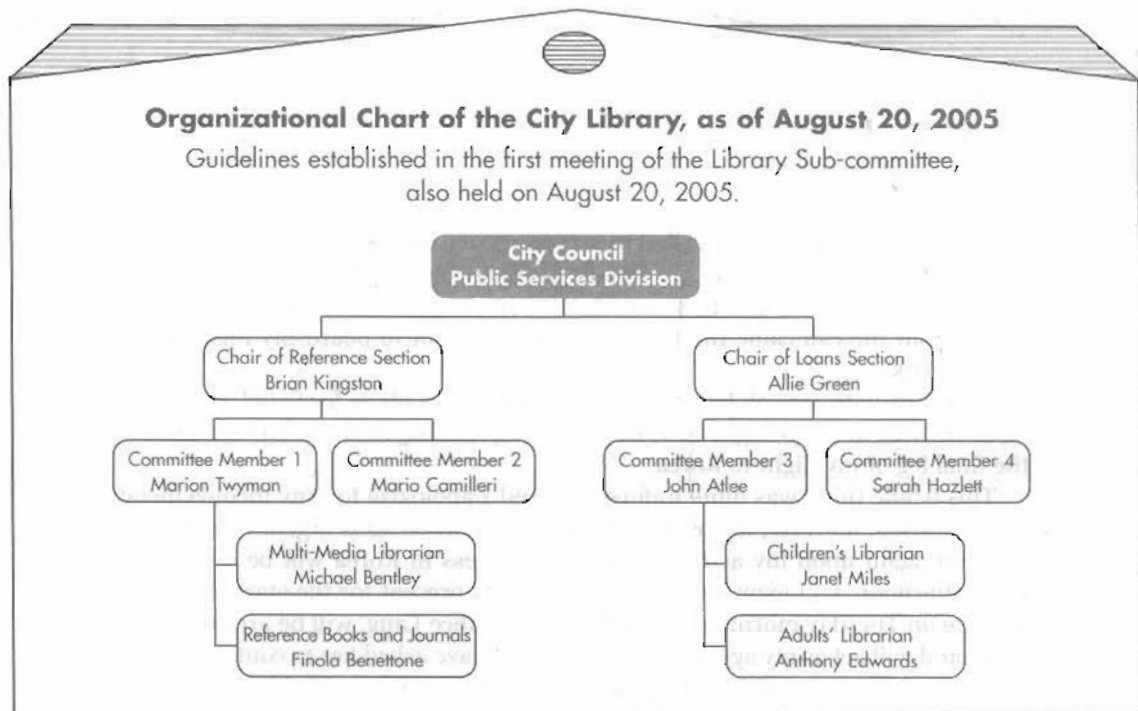 Organizational Chart of the City Library, as of August 20, 2005
Guidelines established in the first meeting of the Library Sub-committee,
also held on August 20, 2005.
City Council
Public Services Division
Chair of Reference Section
Brian Kingston
Chair of Loans Section
Allie Green
Committee Member 1
Marion Twyman
Committee Member 2
Mario Camilleri
Committee Member 3
John Atlee
Committee Member 4
Sarah Hazlett
Multi-Media Librarian
Michael Bentley
Reference Books and Journals
Finola Benettone
Children's Librarian
Janet Miles
Adults' Librarian
Anthony Edwards